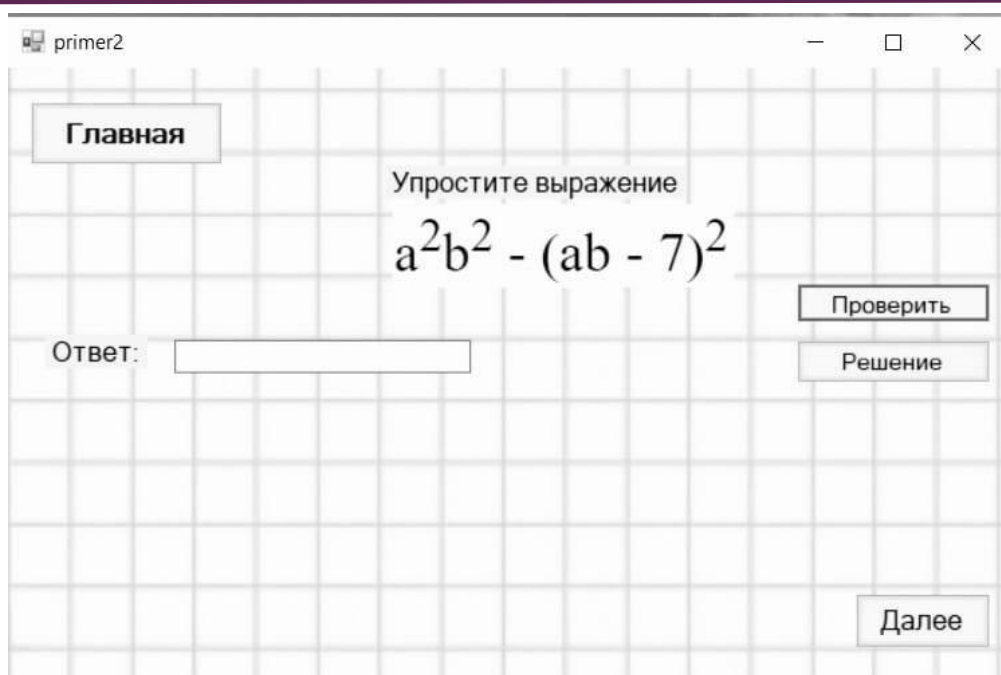 primer2
Главная
Упростите выражение
a²b² - (ab - 7)²
Проверить
Ответ:
Решение
Далее